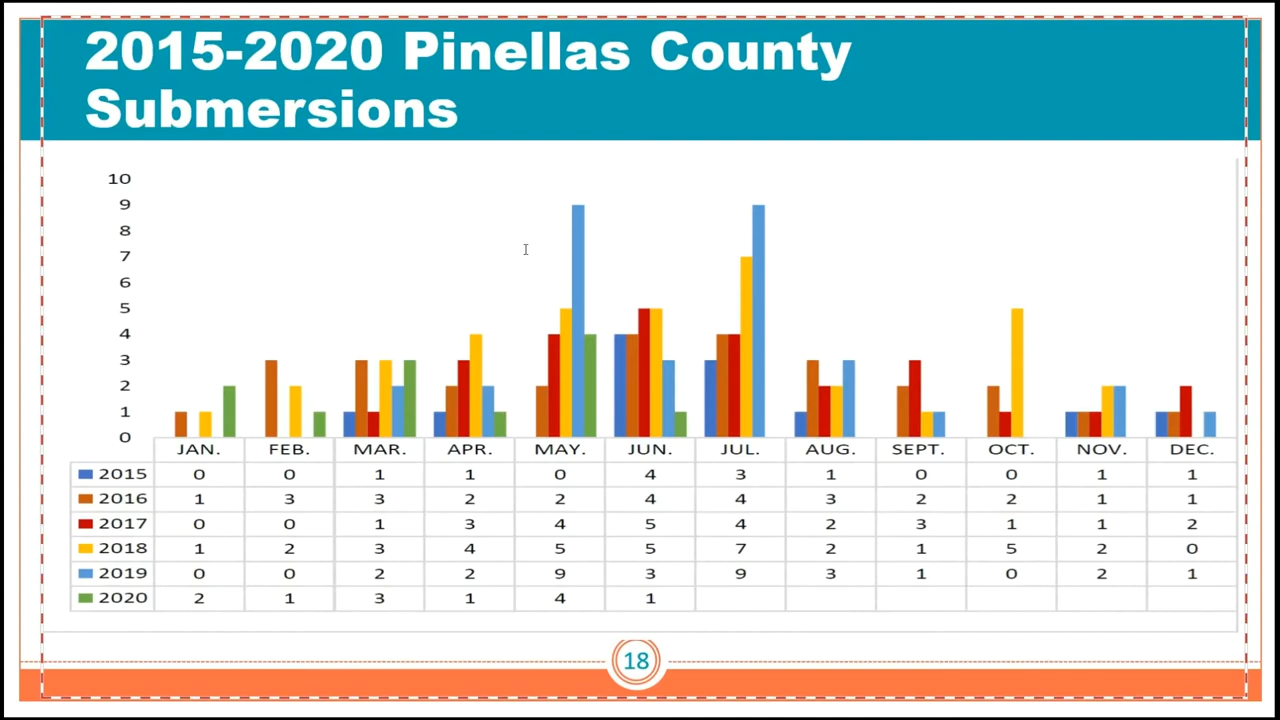 2015-2020 Pinellas County
Submersions
10
9
8
7
6
5
4
3
2
1
0
JAN. FEB. MAR. APR. MAY. JUN. JUL. AUG. SEPT. OCT. NOV. DEC.
2015 0 0 1 1 0 4 3 1 0 0 1 1
2016 1 3 3 2 2 4 4 3 2 2 1 1
2017 0 0 1 3 4 5 4 2 3 1 1 2
2018 1 2 3 4 5 5 7 2 1 5 2 0
2019 0 0 2 2 9 3 9 3 1 0 2 1
2020 2 1 3 1 4 1
18